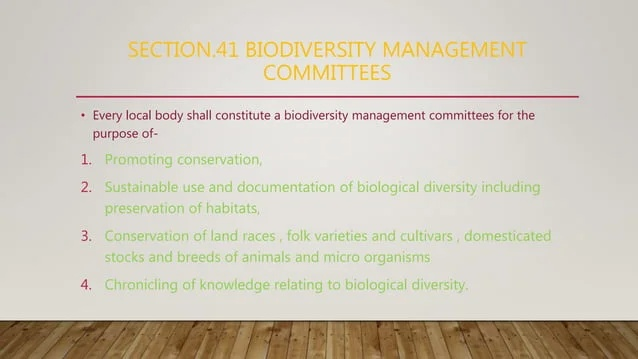 SECTION.41 BIODIVERSITY MANAGEMENT
COMMITTEES
• Every local body shall constitute a biodiversity management committees for the
purpose of-
1. Promoting conservation,
2. Sustainable use and documentation of biological diversity including
preservation of habitats,
3. Conservation of land races , folk varieties and cultivars , domesticated
stocks and breeds of animals and micro organisms
4. Chronicling of knowledge relating to biological diversity.